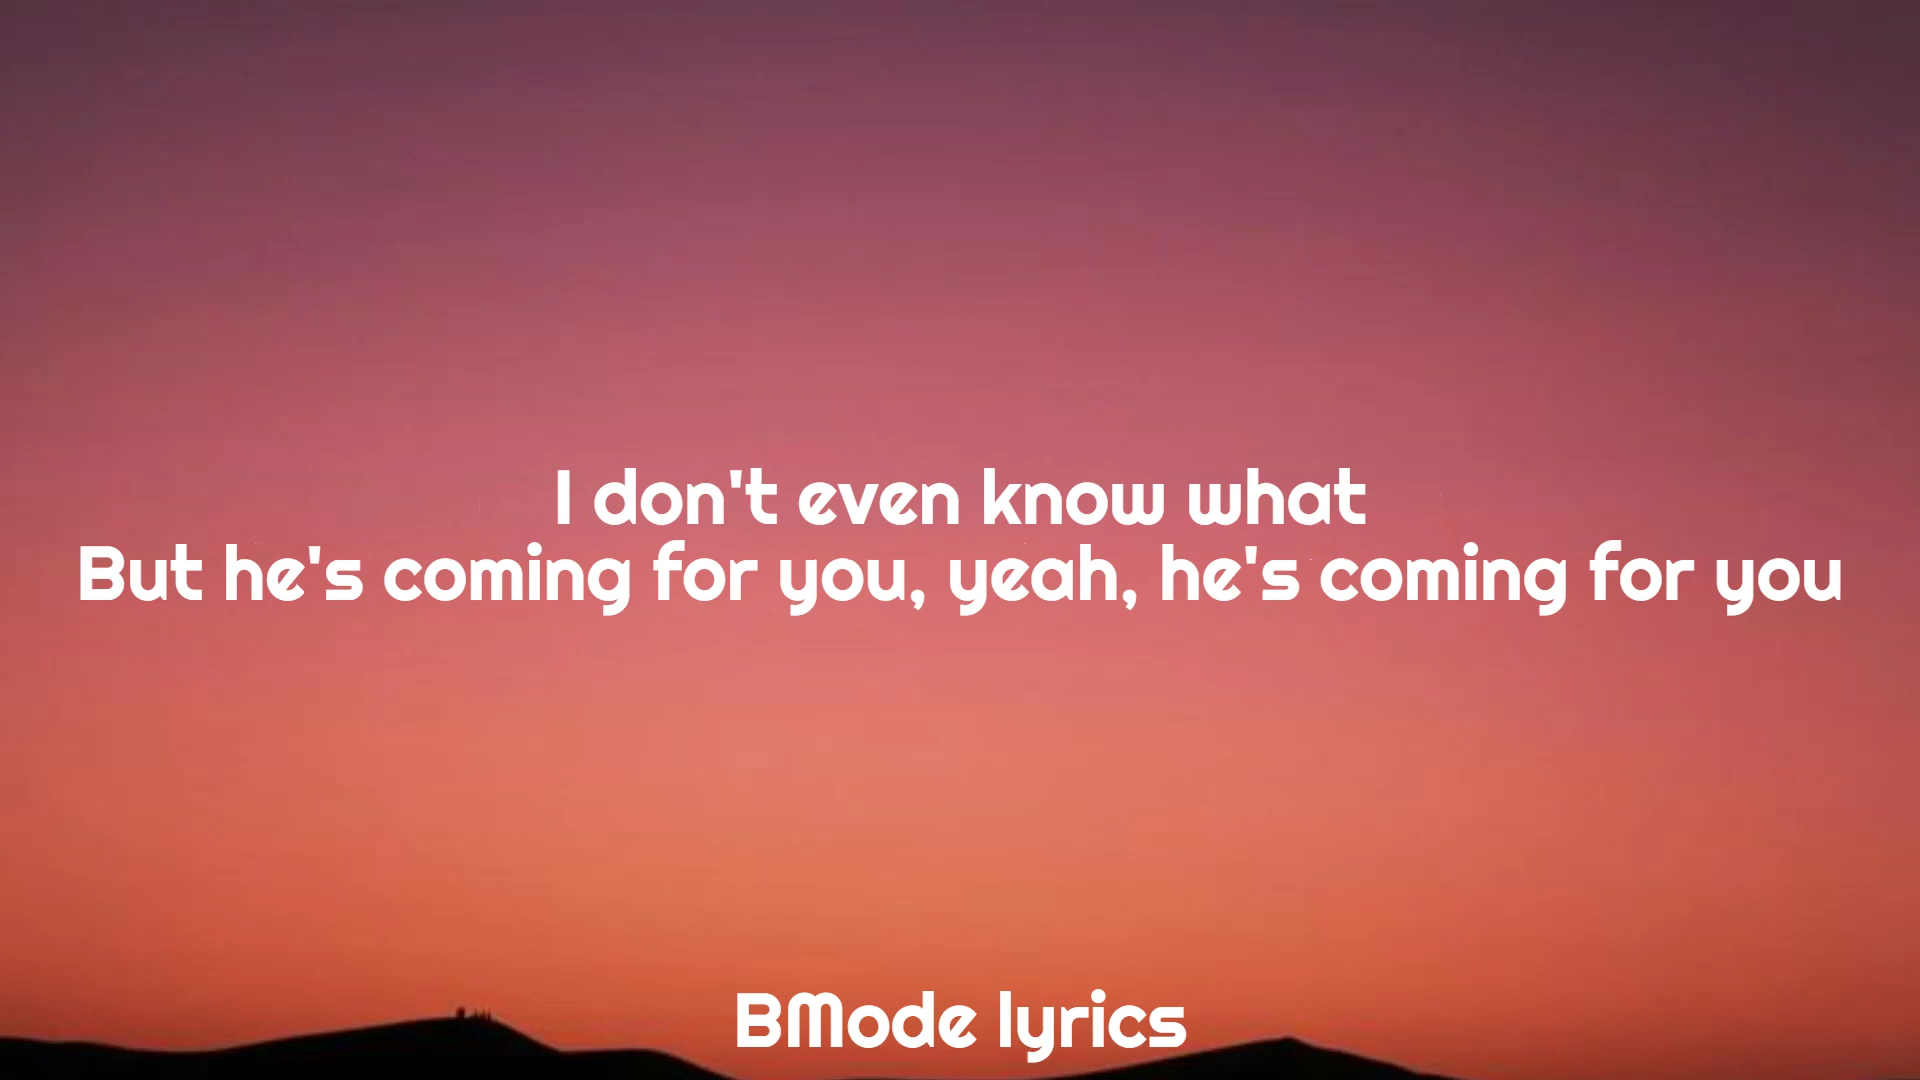 I don't even know what
But he's coming for you, yeah, he's coming for you
BMode lyrics